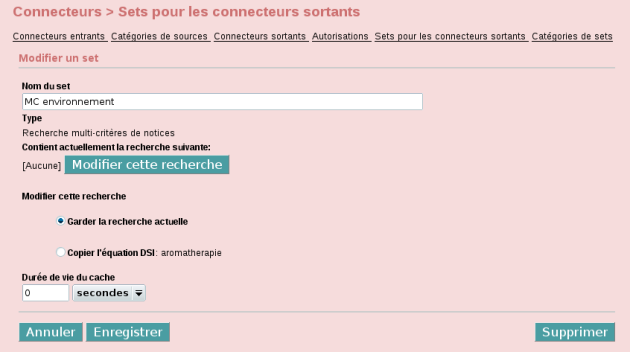 Connecteurs > Sets pour les connecteurs sortants
Connecteurs entrants Catégories de sources Connecteurs sortants Autorisations Sets pour les connecteurs sortants Catégories de sets
Modifier un set
Nom du set
MC environnement
Type
Recherche multi-critères de notices
Contient actuellement la recherche suivante:
[Aucune] Modifier cette recherche
Modifier cette recherche
Garder la recherche actuelle
Copier l'équation DSI: aromatherapie
Durée de vie du cache
0 secondes
Annuler Enregistrer Supprimer